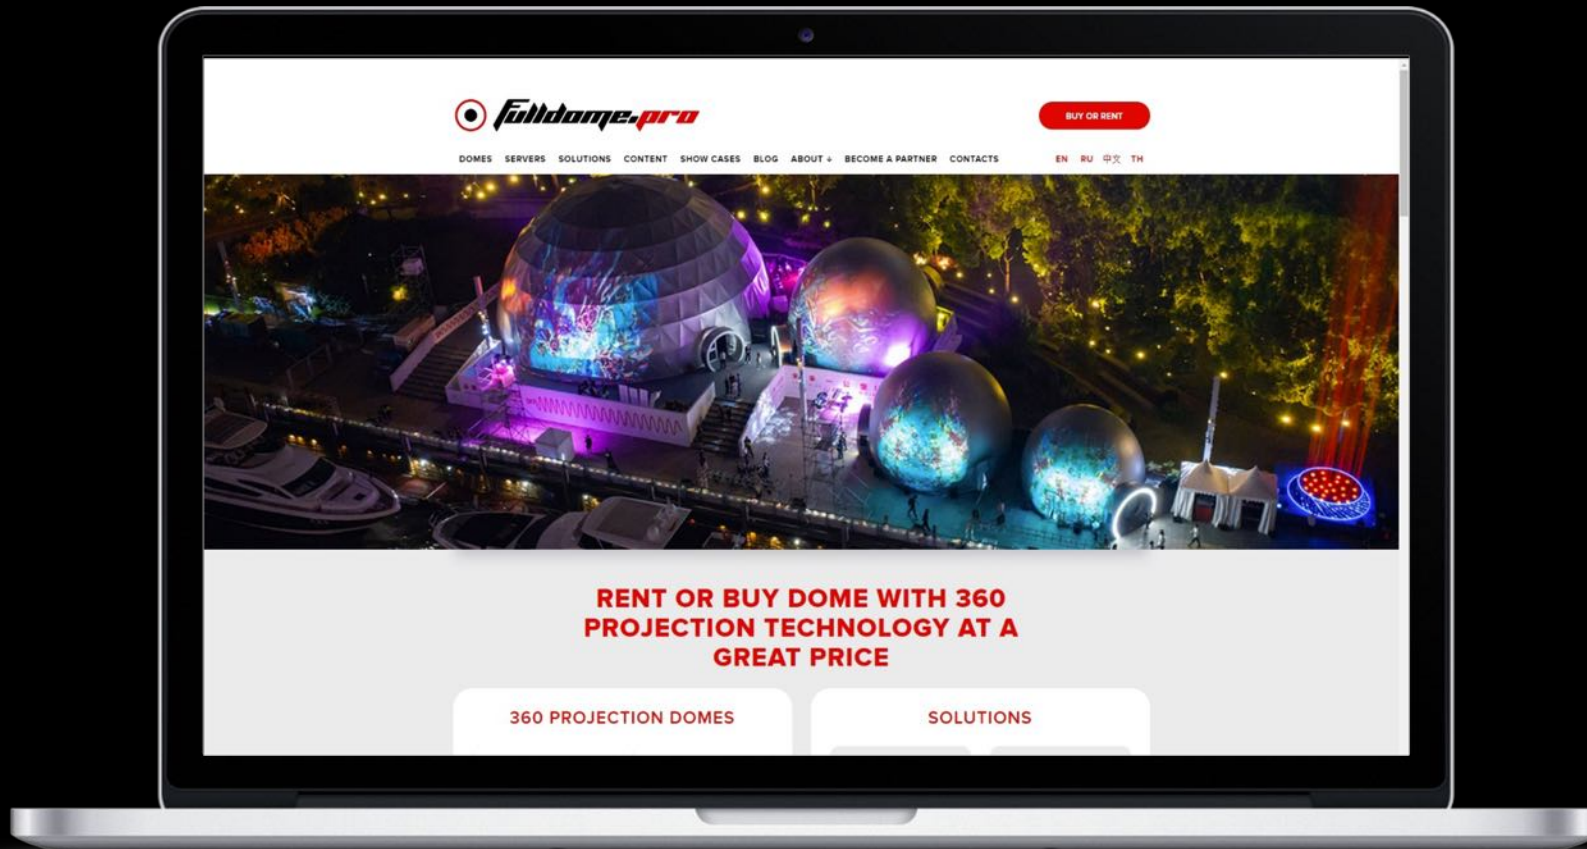 Fulldome.pro
BUY OR RENT
DOMES SERVERS SOLUTIONS CONTENT SHOW CASES BLOG ABOUT ↓ BECOME A PARTNER CONTACTS EN RU 中文 TH
RENT OR BUY DOME WITH 360
PROJECTION TECHNOLOGY AT A
GREAT PRICE
360 PROJECTION DOMES
SOLUTIONS